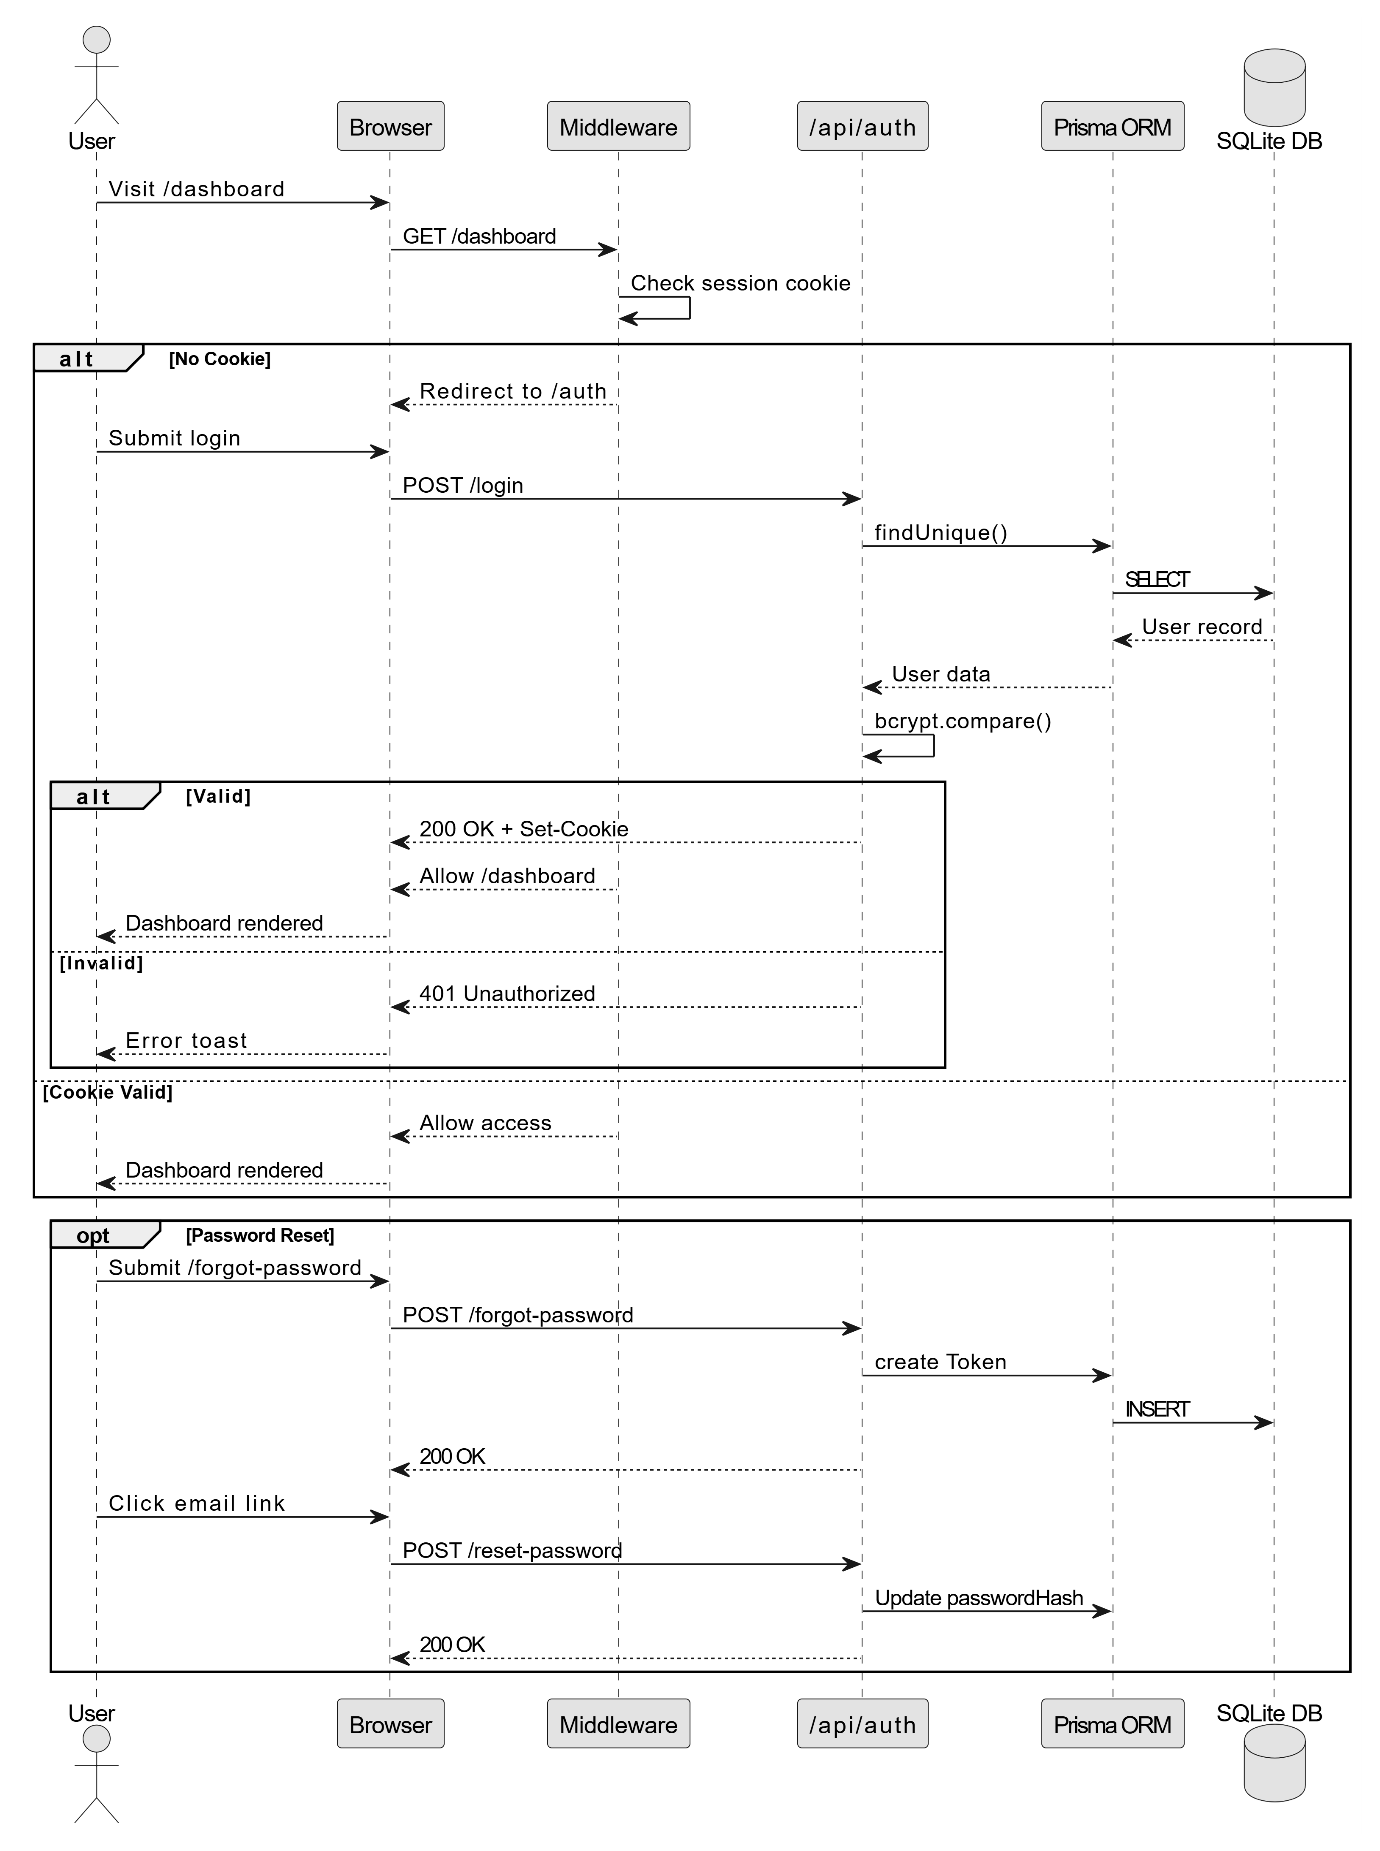 User
Browser
Middleware
/api/auth
Prisma ORM
SQLite DB
Visit /dashboard
GET /dashboard
Check session cookie
alt
[No Cookie]
Redirect to /auth
Submit login
POST /login
findUnique()
SELECT
User record
User data
bcrypt.compare()
alt
[Valid]
200 OK + Set-Cookie
Allow /dashboard
Dashboard rendered
[Invalid]
401 Unauthorized
Error toast
[Cookie Valid]
Allow access
Dashboard rendered
opt
[Password Reset]
Submit /forgot-password
POST /forgot-password
create Token
INSERT
200 OK
Click email link
POST /reset-password
Update passwordHash
200 OK
User
Browser
Middleware
/api/auth
Prisma ORM
SQLite DB